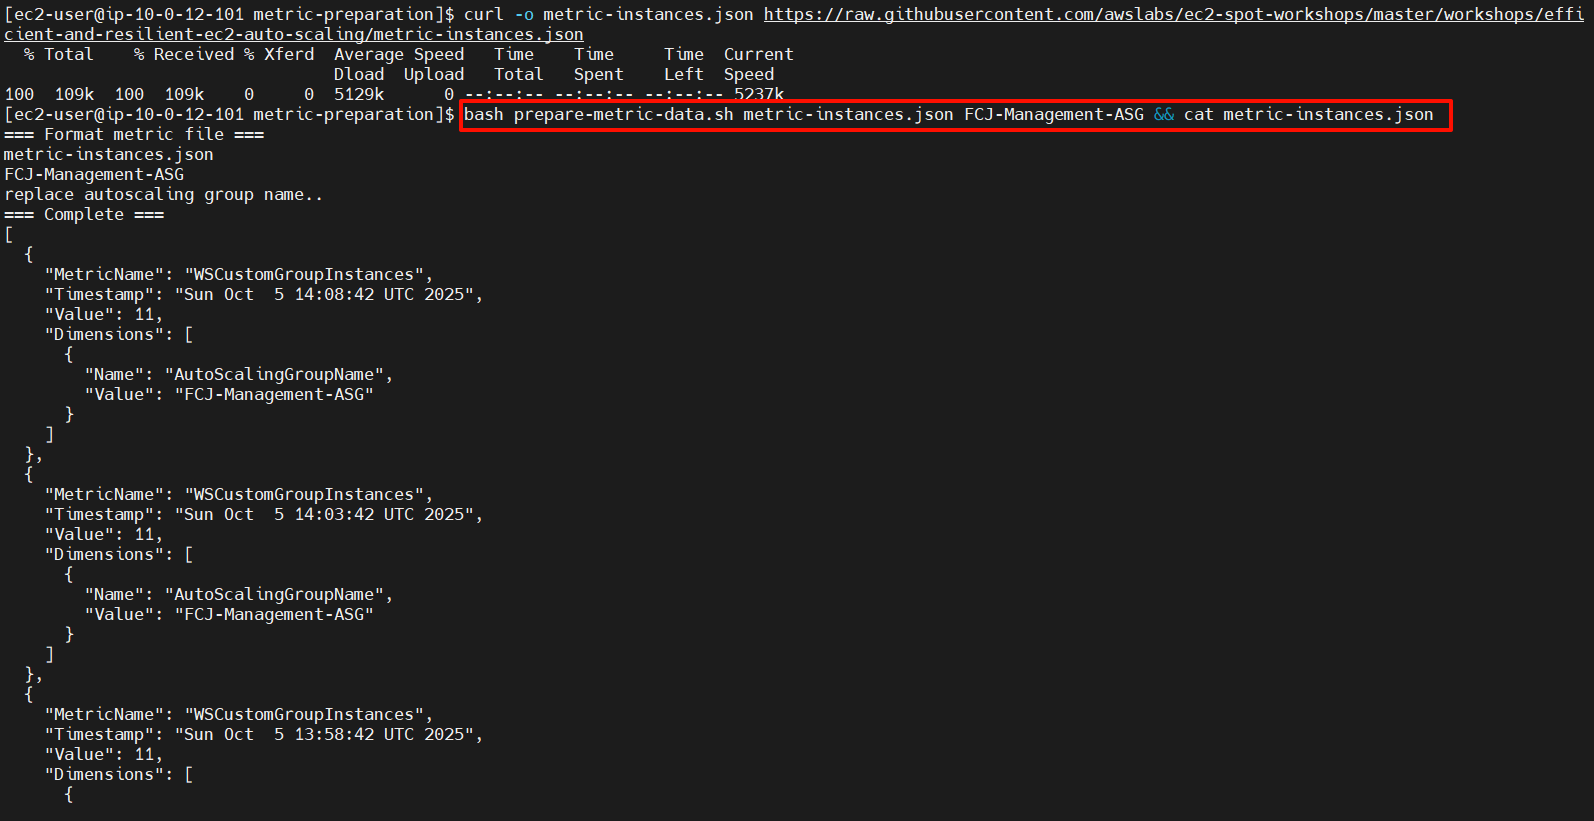 [ec2-user@ip-10-0-12-101 metric-preparation]$ curl -o metric-instances.json https://raw.githubusercontent.com/awslabs/ec2-spot-workshops/master/workshops/effi
cient-and-resilient-ec2-auto-scaling/metric-instances.json
  % Total    % Received % Xferd  Average Speed   Time    Time     Time  Current
                                 Dload  Upload   Total   Spent    Left  Speed
100  109k  100  109k    0     0  5129k      0 --:--:-- --:--:-- --:--:-- 5237k
[ec2-user@ip-10-0-12-101 metric-preparation]$ bash prepare-metric-data.sh metric-instances.json FCJ-Management-ASG && cat metric-instances.json
=== Format metric file ===
metric-instances.json
FCJ-Management-ASG
replace autoscaling group name..
=== Complete ===
[
  {
    "MetricName": "WSCustomGroupInstances",
    "Timestamp": "Sun Oct  5 14:08:42 UTC 2025",
    "Value": 11,
    "Dimensions": [
      {
        "Name": "AutoScalingGroupName",
        "Value": "FCJ-Management-ASG"
      }
    ]
  },
  {
    "MetricName": "WSCustomGroupInstances",
    "Timestamp": "Sun Oct  5 14:03:42 UTC 2025",
    "Value": 11,
    "Dimensions": [
      {
        "Name": "AutoScalingGroupName",
        "Value": "FCJ-Management-ASG"
      }
    ]
  },
  {
    "MetricName": "WSCustomGroupInstances",
    "Timestamp": "Sun Oct  5 13:58:42 UTC 2025",
    "Value": 11,
    "Dimensions": [
      {